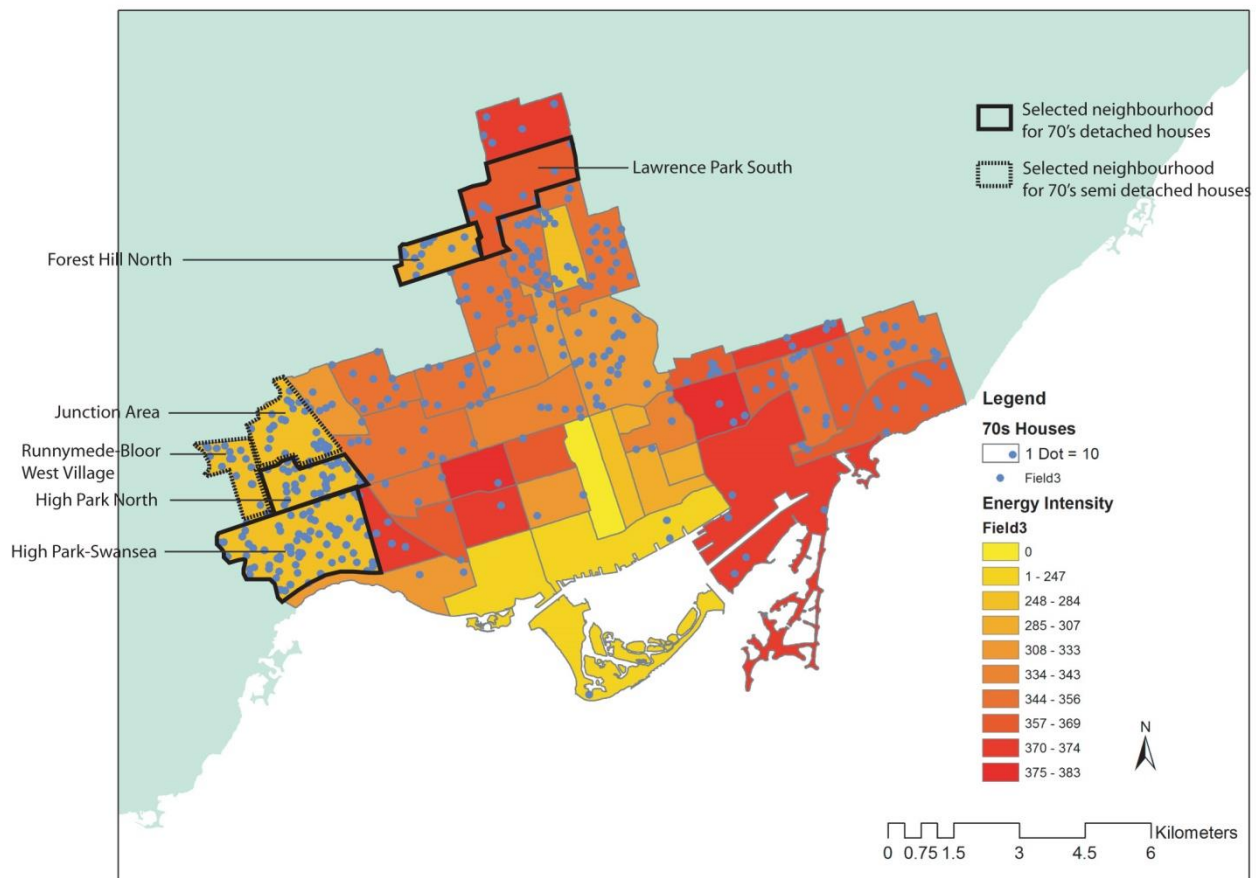 Selected neighbourhood
for 70's detached houses
Selected neighbourhood
for 70's semi detached houses
Lawrence Park South
Forest Hill North
Junction Area
Runnymede-Bloor
West Village
High Park North
High Park-Swansea
Legend
70s Houses
1 Dot = 10
Field3
Energy Intensity
Field3
0
1 - 247
248 - 284
285 - 307
308 - 333
334 - 343
344 - 356
357 - 369
370 - 374
375 - 383
N
Kilometers
0 0.75 1.5 3 4.5 6